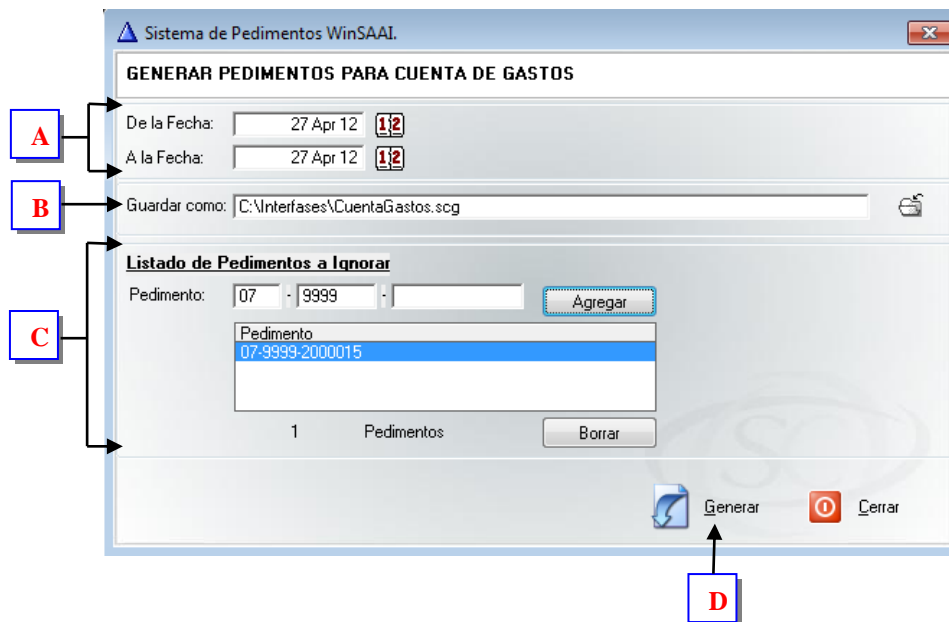 Sistema de Pedimentos WinSAAI.
GENERAR PEDIMENTOS PARA CUENTA DE GASTOS
A
De la Fecha: 27 Apr 12 12
A la Fecha: 27 Apr 12 12
B
Guardar como: C:\Interfases\CuentaGastos.scg
Listado de Pedimentos a Ignorar
Pedimento: 07 - 9999 - Agregar
C
Pedimento
07-9999-2000015
1 Pedimentos Borrar
Generar Cerrar
D